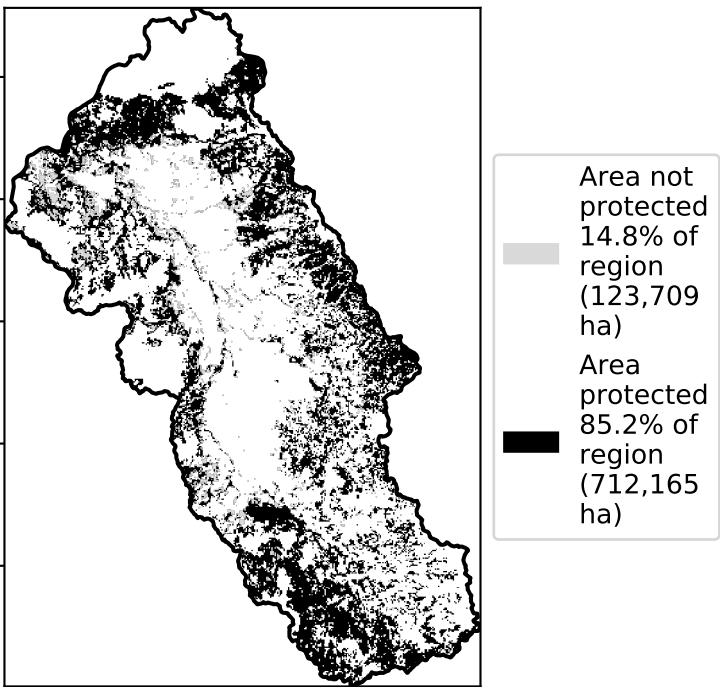 Area not
protected
14.8% of
region
(123,709
ha)
Area
protected
85.2% of
region
(712,165
ha)